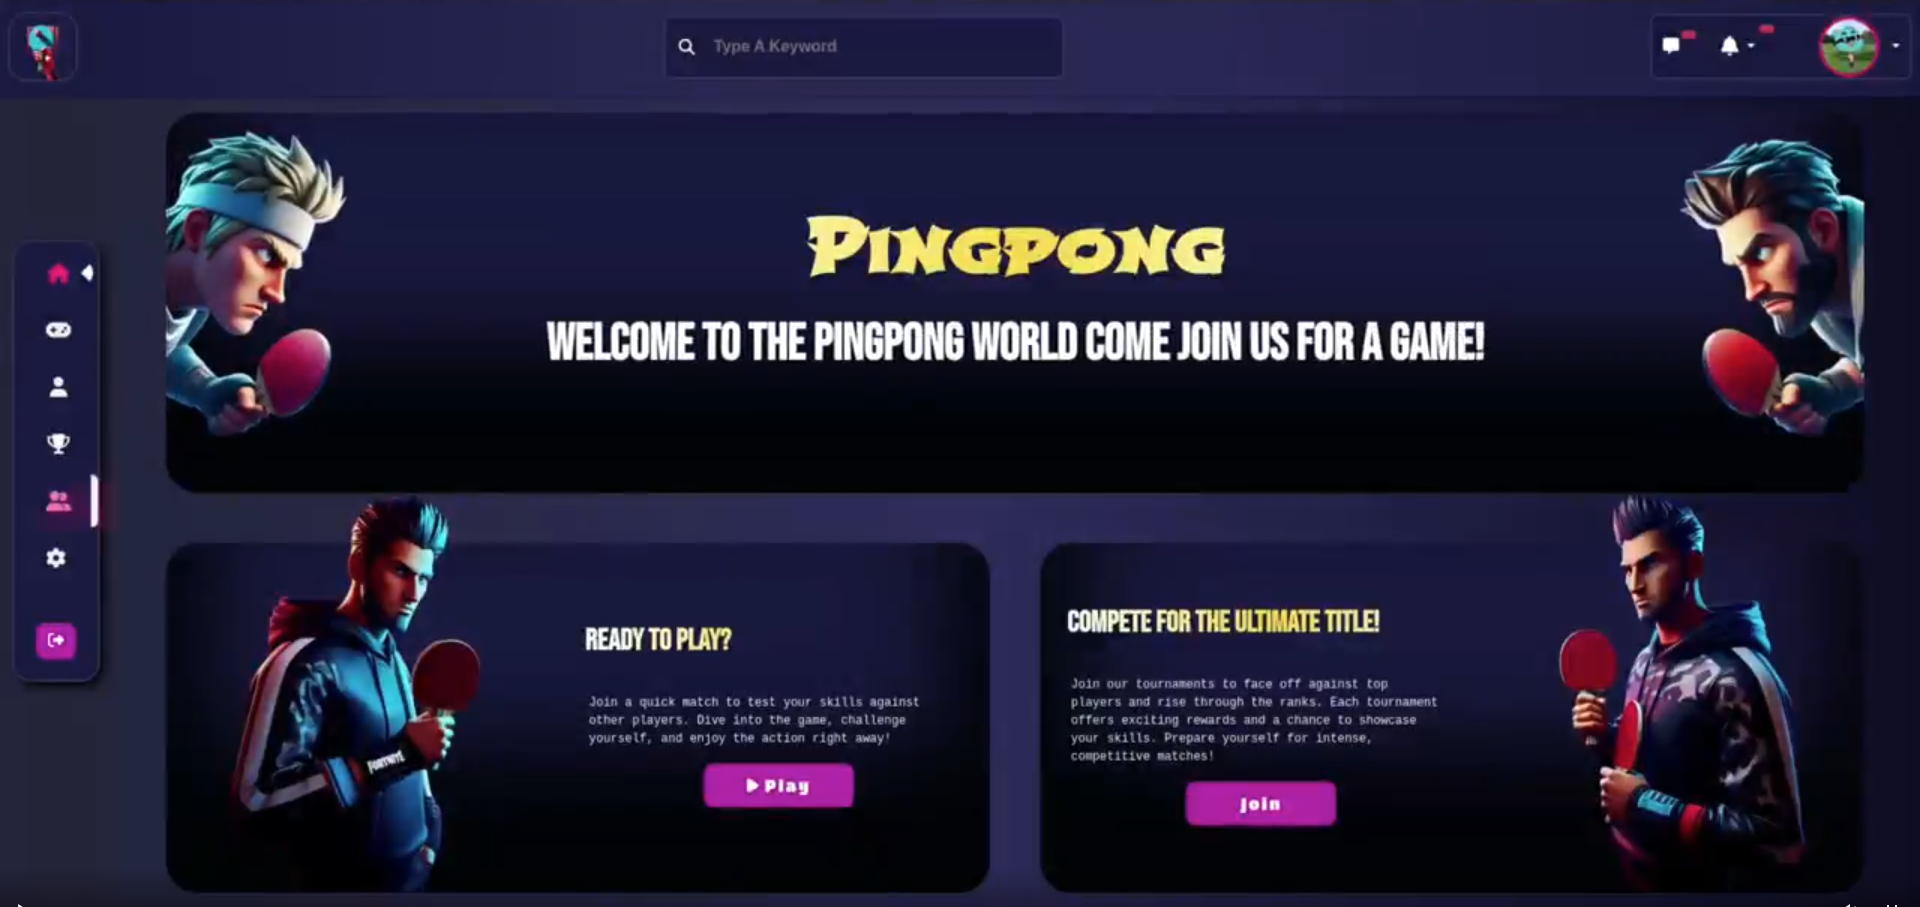 Type A Keyword
PINGPONG
WELCOME TO THE PINGPONG WORLD COME JOIN US FOR A GAME!
READY TO PLAY?
Join a quick match to test your skills against
other players. Dive into the game, challenge
yourself, and enjoy the action right away!
Play
FORTNITE
COMPETE FOR THE ULTIMATE TITLE!
Join our tournaments to face off against top
players and rise through the ranks. Each tournament
offers exciting rewards and a chance to showcase
your skills. Prepare yourself for intense,
competitive matches!
Join